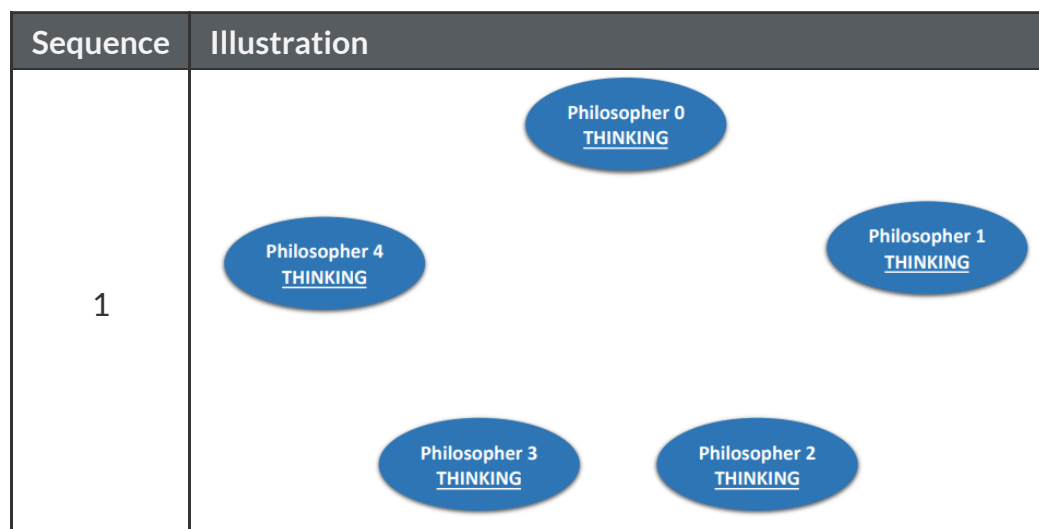 Sequence Illustration
Philosopher 0
THINKING
Philosopher 4
THINKING
Philosopher 1
THINKING
1
Philosopher 3
THINKING
Philosopher 2
THINKING